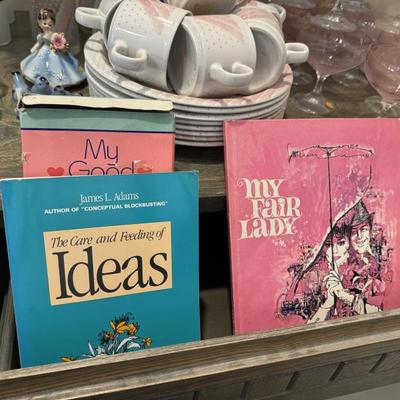 My
Good
James L. Adams
AUTHOR OF "CONCEPTUAL BLOCKBUSTING"
The Care and Feeding of
Ideas
MY
FAIR
LADY